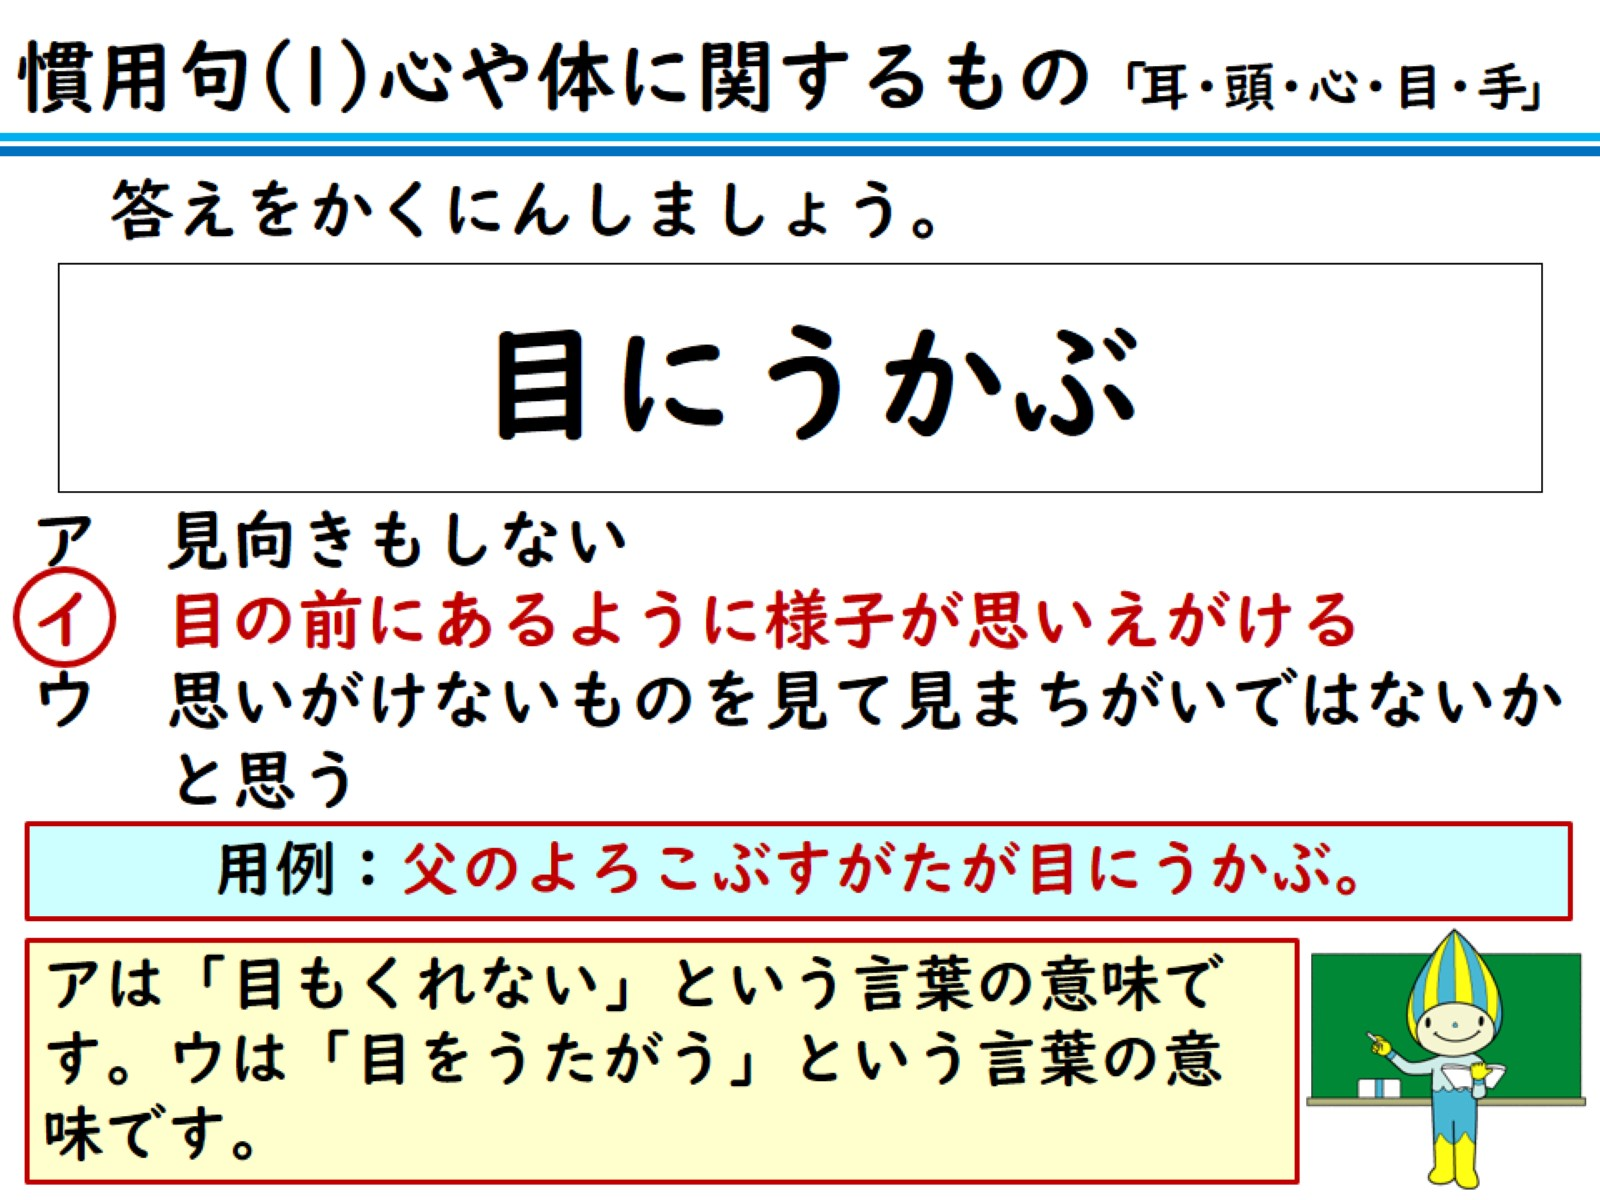 慣用句(1)心や体に関するもの「耳・頭・心・目・手」
答えをかくにんしましょう。
目にうかぶ
ア　見向きもしない
イ　目の前にあるように様子が思いえがける
ウ　思いがけないものを見て見まちがいではないか
と思う
用例：父のよろこぶすがたが目にうかぶ。
アは「目もくれない」という言葉の意味で
す。ウは「目をうたがう」という言葉の意
味です。